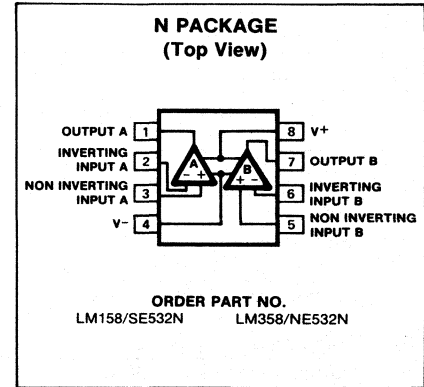 N PACKAGE
(Top View)
OUTPUT A 1
INVERTING
INPUT A 2
NON INVERTING
INPUT A 3
V- 4
A
- +
B
+ -
8 V+
7 OUTPUT B
6 INVERTING
INPUT B
5 NON INVERTING
INPUT B
ORDER PART NO.
LM158/SE532N LM358/NE532N